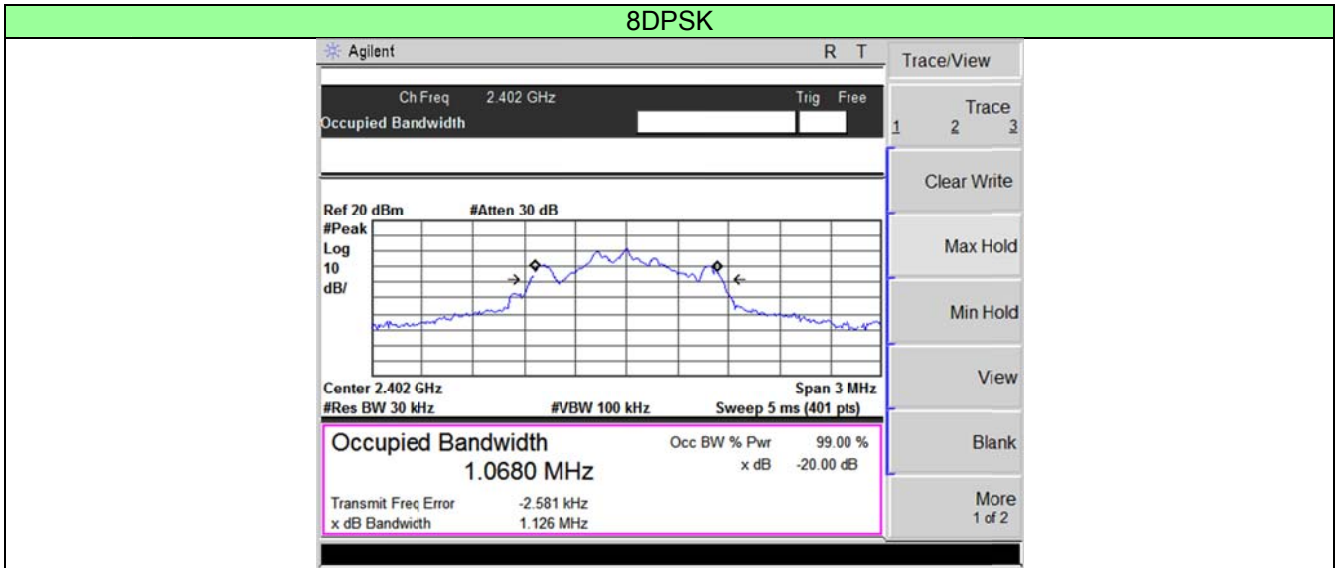 8DPSK
Agilent R T
Trace/View
Ch Freq 2.402 GHz Trig Free
Occupied Bandwidth
Trace
1 2 3
Clear Write
Max Hold
Min Hold
View
Blank
More
1 of 2
Ref 20 dBm #Atten 30 dB
#Peak
Log
10
dB/
Center 2.402 GHz Span 3 MHz
#Res BW 30 kHz #VBW 100 kHz Sweep 5 ms (401 pts)
Occupied Bandwidth Occ BW % Pwr 99.00 %
1.0680 MHz x dB -20.00 dB
Transmit Freq Error -2.581 kHz
x dB Bandwidth 1.126 MHz